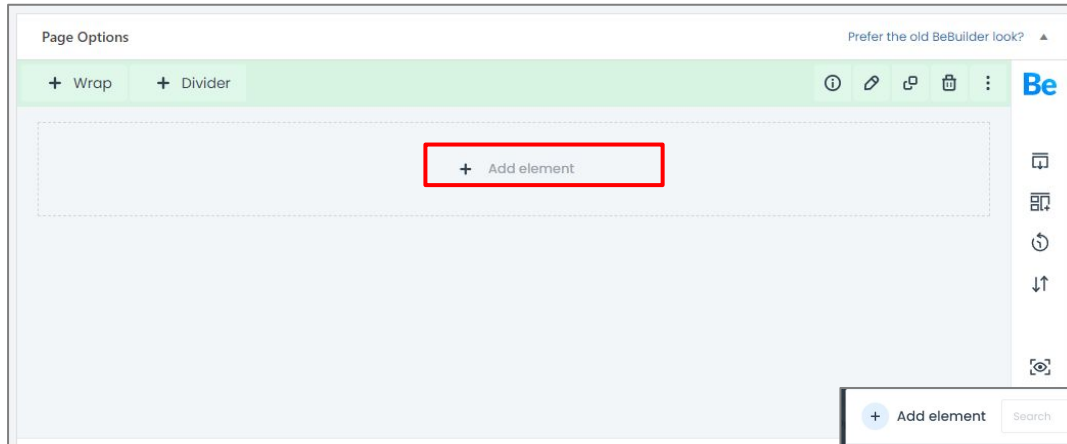 Page Options
Prefer the old BeBuilder look?
+ Wrap + Divider
Be
+ Add element
+ Add element
Search